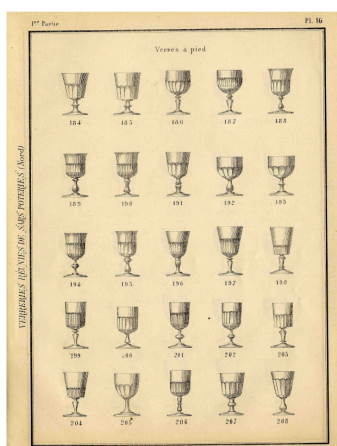 1re Partie
Pl. 16
Verres à pied
184 185 186 187 188
189 190 191 192 193
194 195 196 197 198
199 200 201 202 203
204 205 206 207 208
VERRERIES RÉUNIES DE SARS POTERIES (Nord)